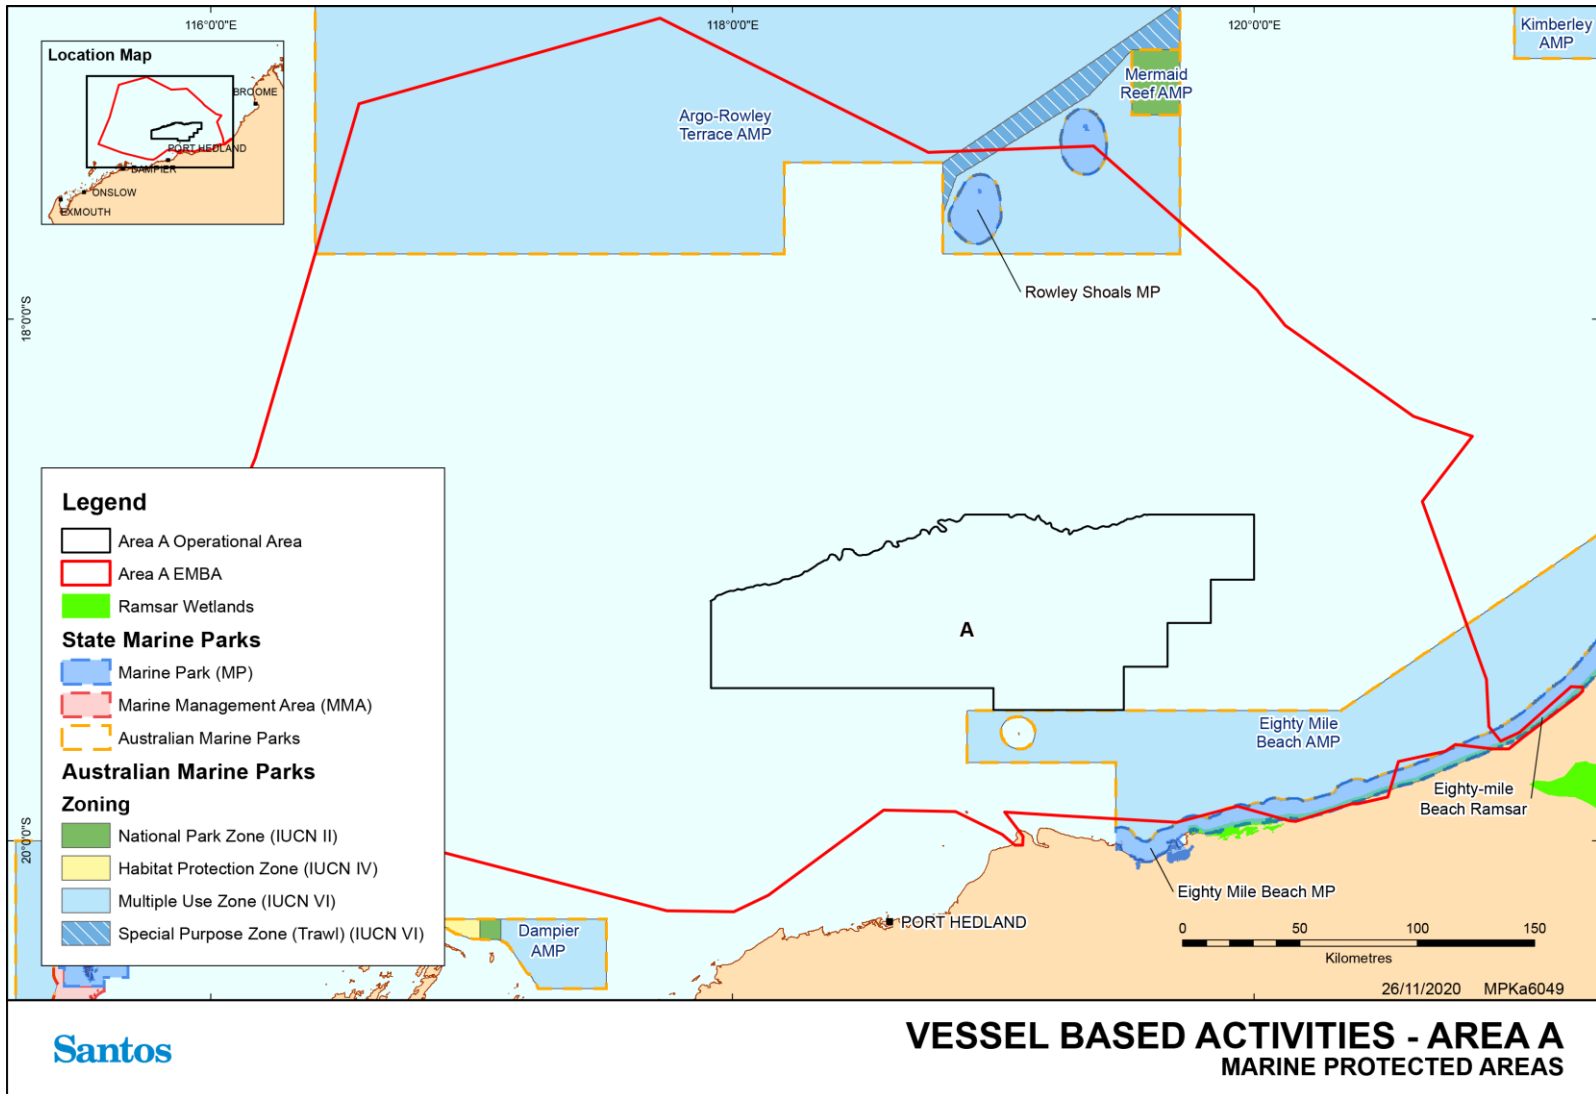 116°0'0"E
118°0'0"E
120°0'0"E
Kimberley
AMP
Location Map
BROOME
PORT HEDLAND
DAMPIER
ONSLOW
EXMOUTH
Mermaid
Reef AMP
Argo-Rowley
Terrace AMP
Rowley Shoals MP
18°0'0"S
Legend
Area A Operational Area
Area A EMBA
Ramsar Wetlands
State Marine Parks
Marine Park (MP)
Marine Management Area (MMA)
Australian Marine Parks
Australian Marine Parks
Zoning
National Park Zone (IUCN II)
Habitat Protection Zone (IUCN IV)
Multiple Use Zone (IUCN VI)
Special Purpose Zone (Trawl) (IUCN VI)
A
Eighty Mile
Beach AMP
Eighty-mile
Beach Ramsar
20°0'0"S
Eighty Mile Beach MP
PORT HEDLAND
Dampier
AMP
0 50 100 150
Kilometres
26/11/2020 MPKa6049
Santos
VESSEL BASED ACTIVITIES - AREA A
MARINE PROTECTED AREAS